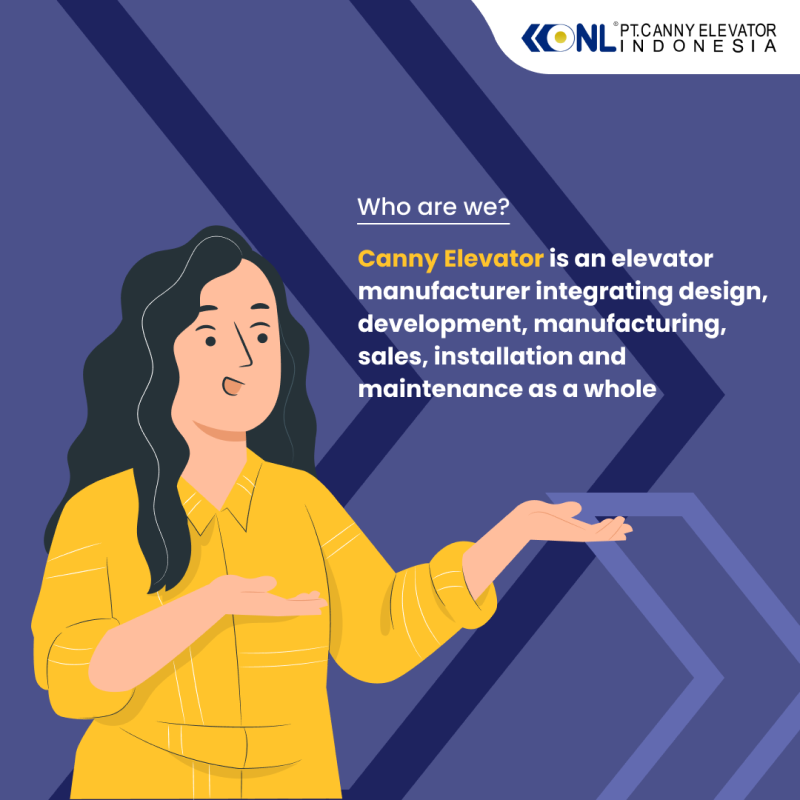 KONL® PT.CANNY ELEVATOR
INDONESIA
Who are we?
Canny Elevator is an elevator
manufacturer integrating design,
development, manufacturing,
sales, installation and
maintenance as a whole